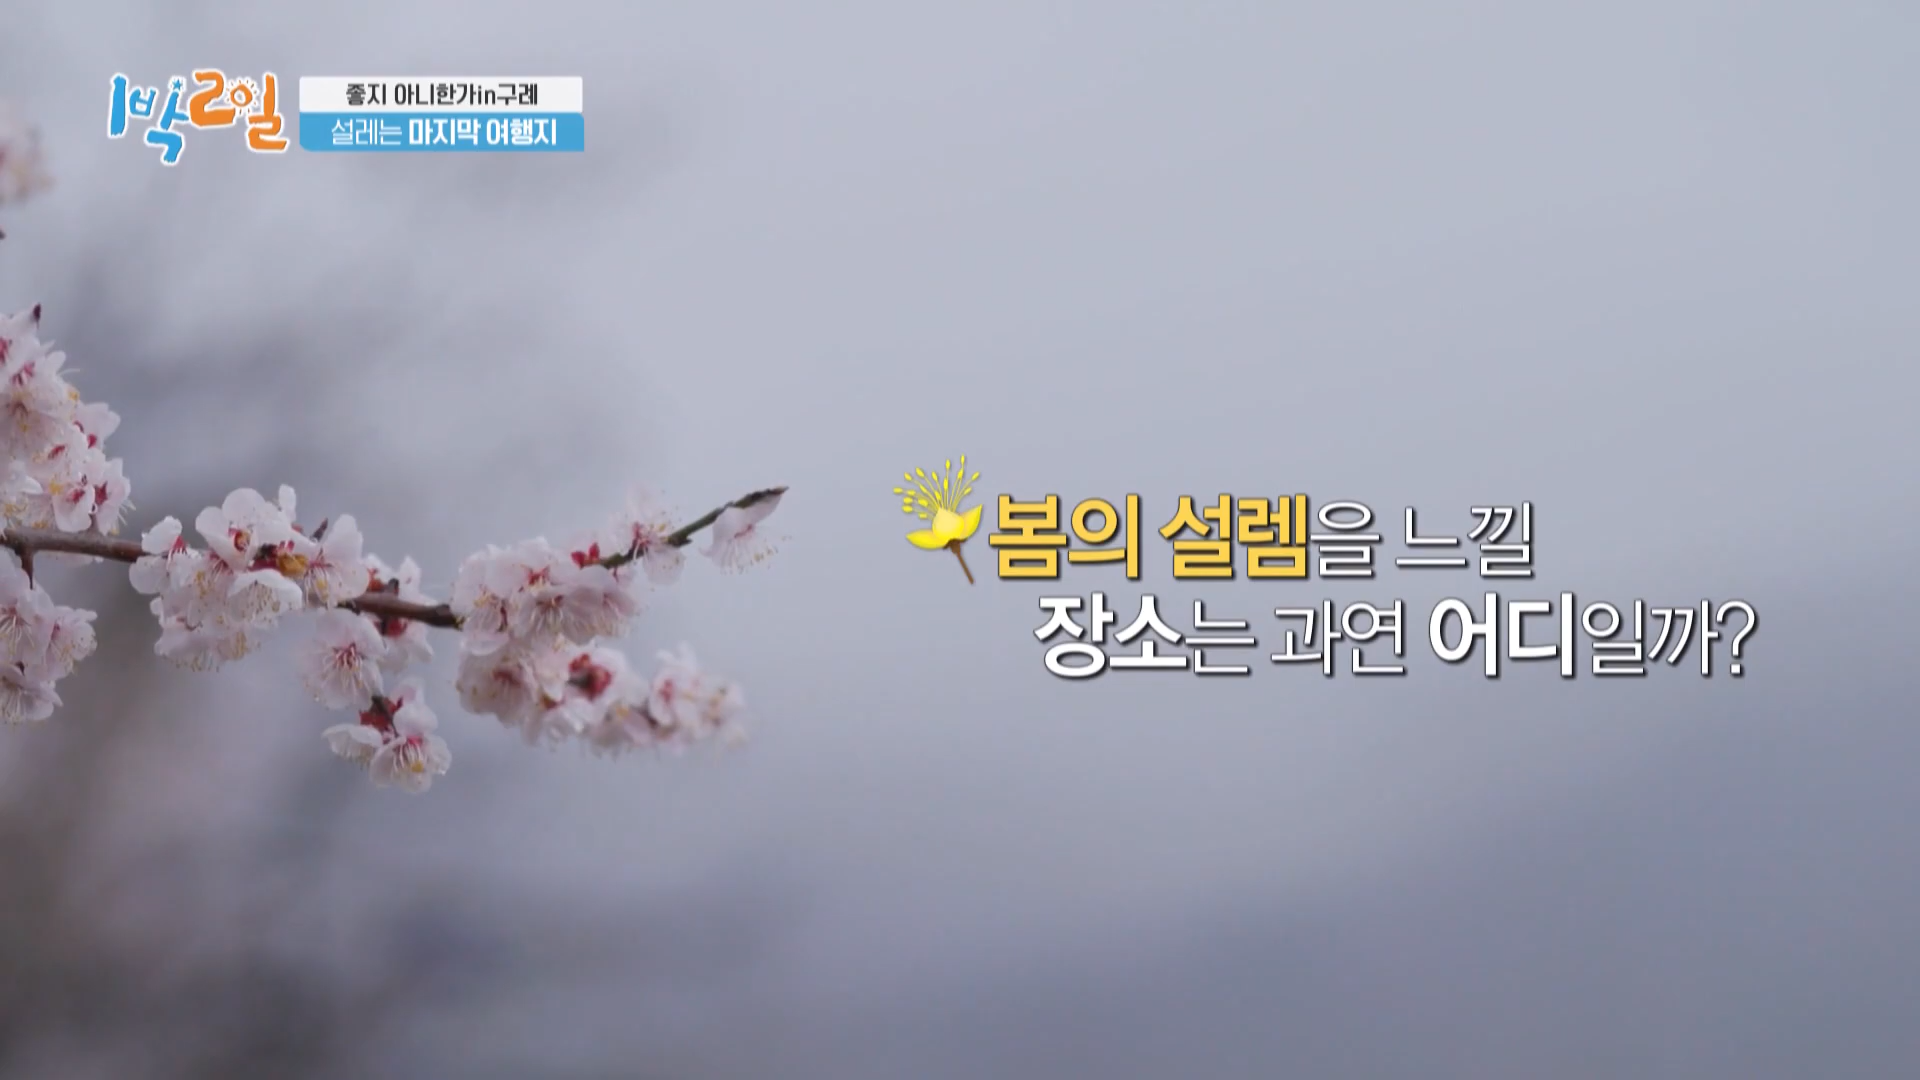 1박2일
좋지 아니한가in구례
설레는 마지막 여행지
봄의 설렘을 느낄
장소는 과연 어디일까?